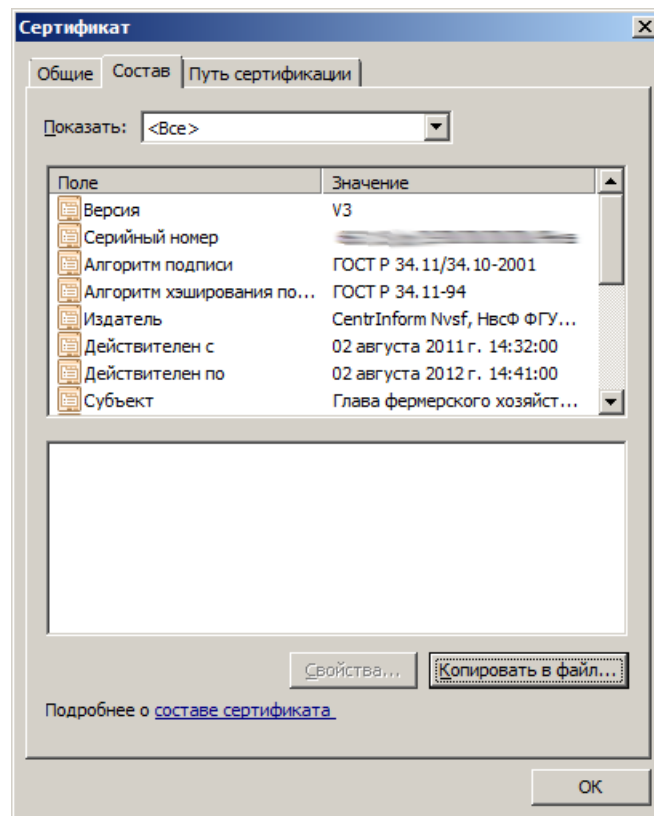 Сертификат
Общие Состав Путь сертификации
Показать: <Все>
Поле Значение
Версия V3
Серийный номер
Алгоритм подписи ГОСТ Р 34.11/34.10-2001
Алгоритм хэширования по... ГОСТ Р 34.11-94
Издатель CentrInform Nvsf, НвсФ ФГУ...
Действителен с 02 августа 2011 г. 14:32:00
Действителен по 02 августа 2012 г. 14:41:00
Субъект Глава фермерского хозяйст...
Свойства... Копировать в файл...
Подробнее о составе сертификата
ОК